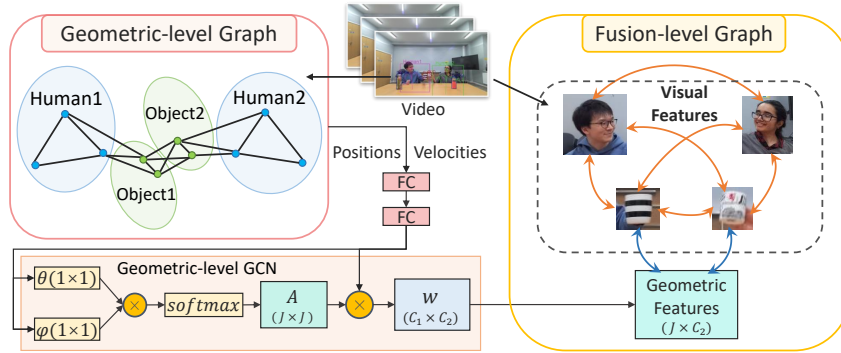 Geometric-level Graph
Human1
Object2
Human2
Object1
Video
Positions
Velocities
FC
FC
Geometric-level GCN
θ(1×1)
φ(1×1)
×
softmax
A
(J × J)
×
w
(C₁ × C₂)
Fusion-level Graph
Visual
Features
Geometric
Features
(J × C₂)